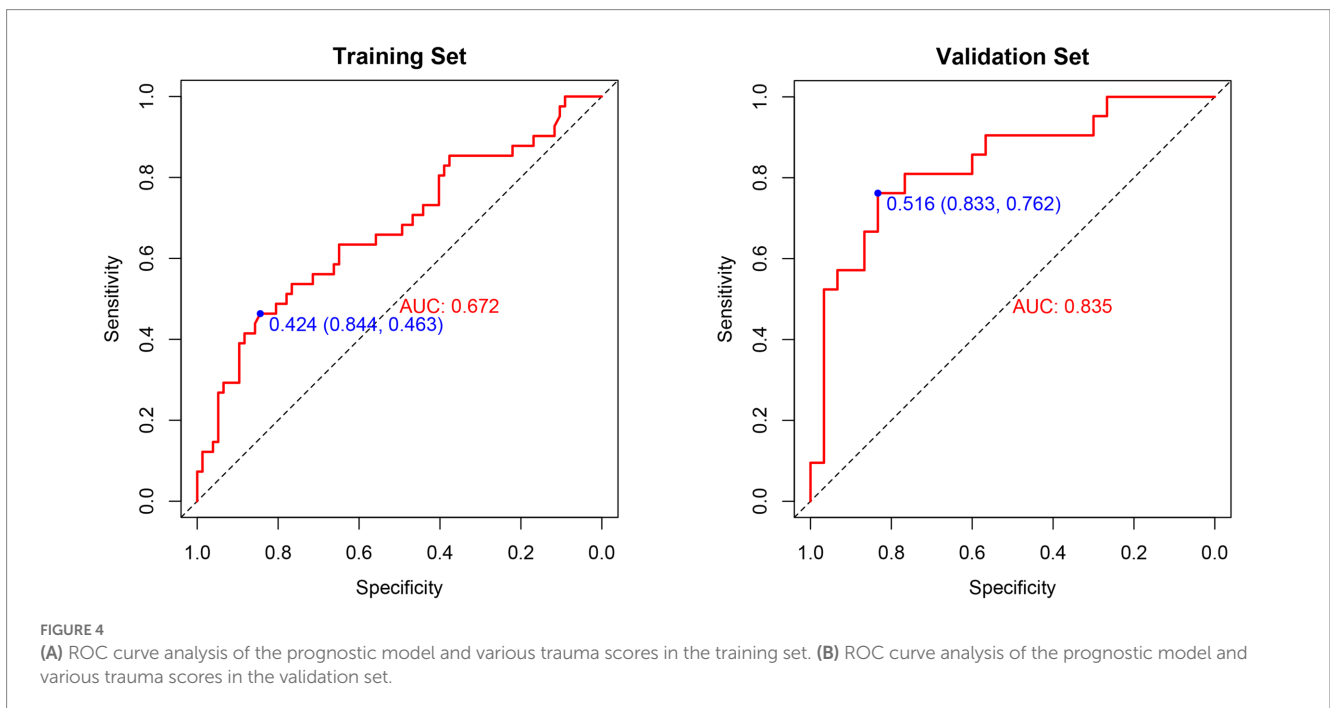 Training Set
1.0
0.8
0.6
0.4
0.2
0.0
Sensitivity
0.424 (0.844, 0.463)
AUC: 0.672
1.0 0.8 0.6 0.4 0.2 0.0
Specificity
Validation Set
1.0
0.8
0.6
0.4
0.2
0.0
Sensitivity
0.516 (0.833, 0.762)
AUC: 0.835
1.0 0.8 0.6 0.4 0.2 0.0
Specificity
FIGURE 4
(A) ROC curve analysis of the prognostic model and various trauma scores in the training set. (B) ROC curve analysis of the prognostic model and
various trauma scores in the validation set.